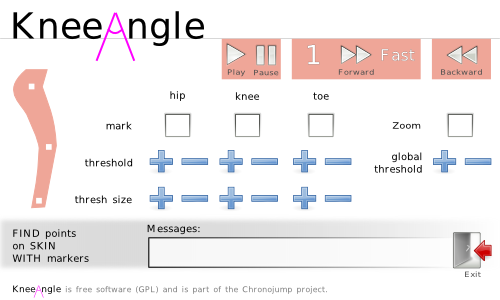 KneeAngle
1
Fast
Play Pause Forward Backward
hip knee toe
mark Zoom
threshold global threshold
thresh size
FIND points
on SKIN
WITH markers
Messages:
Exit
KneeAngle is free software (GPL) and is part of the Chronojump project.